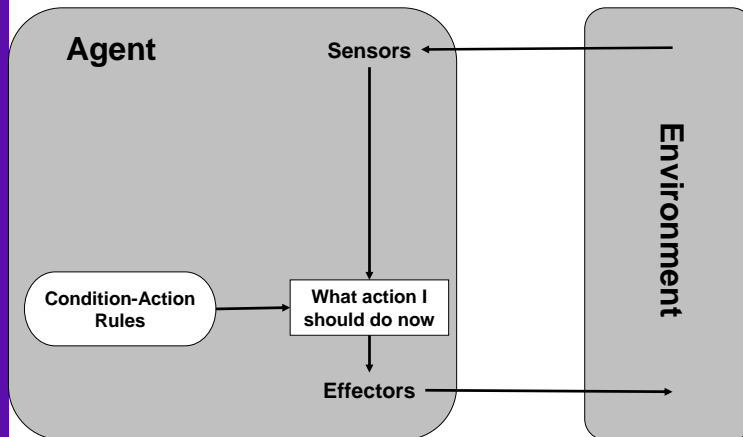 Agent
Sensors
Environment
Condition-Action
Rules
What action I
should do now
Effectors